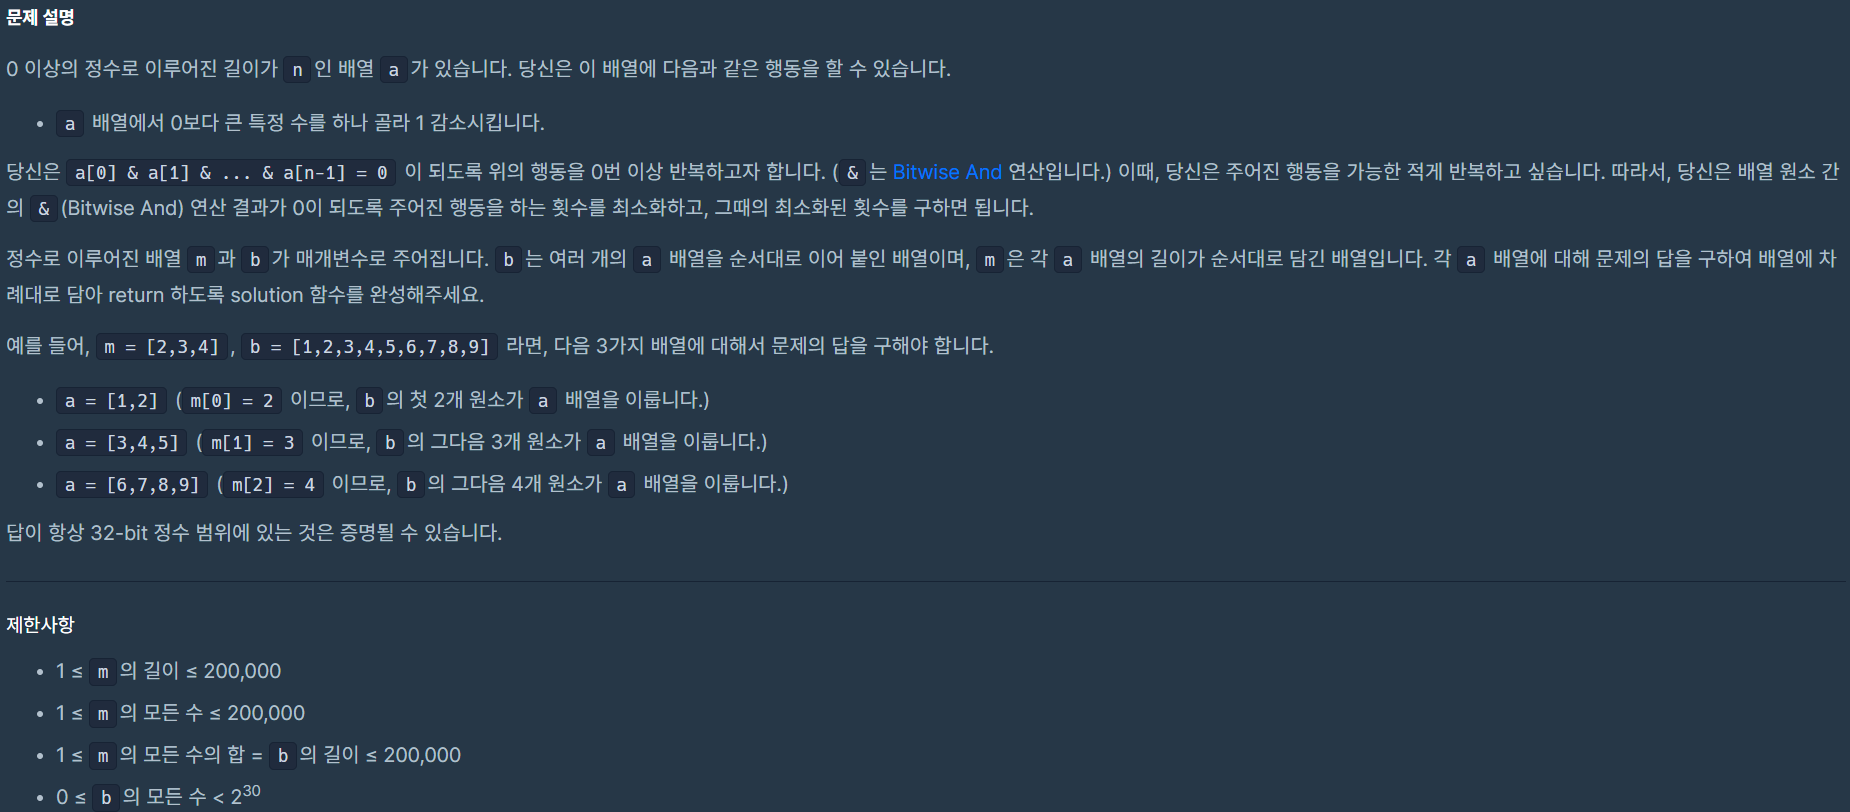 문제 설명
0 이상의 정수로 이루어진 길이가 n인 배열 a가 있습니다. 당신은 이 배열에 다음과 같은 행동을 할 수 있습니다.
• a 배열에서 0보다 큰 특정 수를 하나 골라 1 감소시킵니다.
당신은 a[0] & a[1] & ... & a[n-1] = 0 이 되도록 위의 행동을 0번 이상 반복하고자 합니다. (&는 Bitwise And 연산입니다.) 이때, 당신은 주어진 행동을 가능한 적게 반복하고 싶습니다. 따라서, 당신은 배열 원소 간
의 &(Bitwise And) 연산 결과가 0이 되도록 주어진 행동을 하는 횟수를 최소화하고, 그때의 최소화된 횟수를 구하면 됩니다.
정수로 이루어진 배열 m과 b가 매개변수로 주어집니다. b는 여러 개의 a 배열을 순서대로 이어 붙인 배열이며, m은 각 a 배열의 길이가 순서대로 담긴 배열입니다. 각 a 배열에 대해 문제의 답을 구하여 배열에 차
례대로 담아 return 하도록 solution 함수를 완성해주세요.
예를 들어, m = [2,3,4], b = [1,2,3,4,5,6,7,8,9] 라면, 다음 3가지 배열에 대해서 문제의 답을 구해야 합니다.
• a = [1,2] (m[0] = 2 이므로, b의 첫 2개 원소가 a 배열을 이룹니다.)
• a = [3,4,5] (m[1] = 3 이므로, b의 그다음 3개 원소가 a 배열을 이룹니다.)
• a = [6,7,8,9] (m[2] = 4 이므로, b의 그다음 4개 원소가 a 배열을 이룹니다.)
답이 항상 32-bit 정수 범위에 있는 것은 증명될 수 있습니다.
제한사항
• 1 ≤ m의 길이 ≤ 200,000
• 1 ≤ m의 모든 수 ≤ 200,000
• 1 ≤ m의 모든 수의 합 = b의 길이 ≤ 200,000
• 0 ≤ b의 모든 수 < 2³⁰